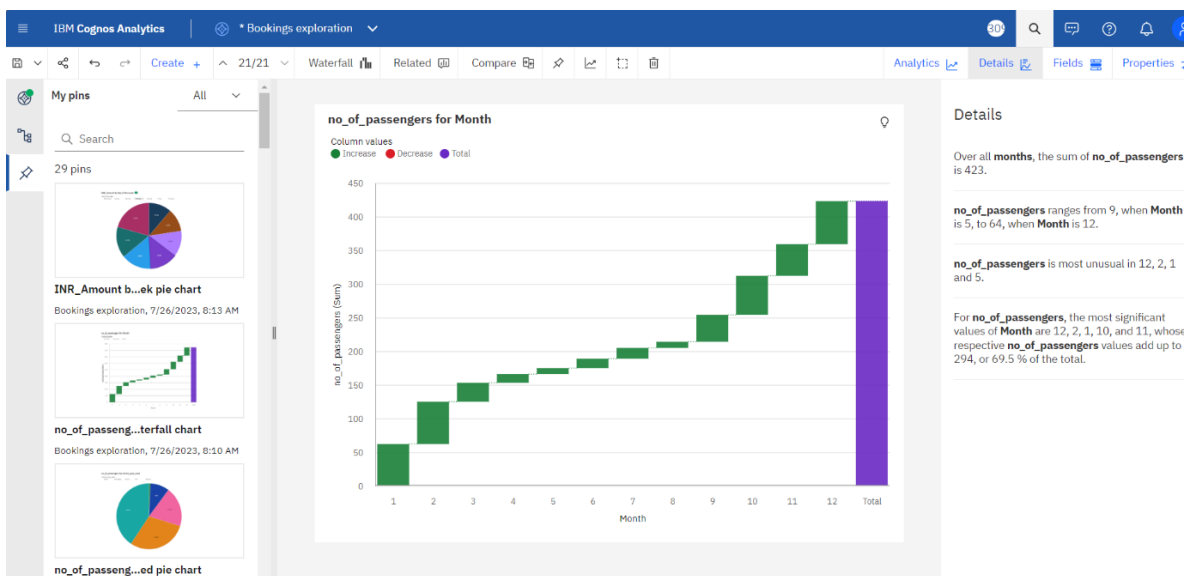 IBM Cognos Analytics
* Bookings exploration
Create +
21/21
Waterfall
Related
Compare
Analytics
Details
Fields
Properties
My pins
All
Search
29 pins
INR_Amount b...ek pie chart
Bookings exploration, 7/26/2023, 8:13 AM
no_of_passeng...terfall chart
Bookings exploration, 7/26/2023, 8:10 AM
no_of_passeng...ed pie chart
no_of_passengers for Month
Column values
Increase Decrease Total
450
400
350
300
250
200
150
100
50
0
no_of_passengers (Sum)
1 2 3 4 5 6 7 8 9 10 11 12 Total
Month
Details
Over all months, the sum of no_of_passengers
is 423.
no_of_passengers ranges from 9, when Month
is 5, to 64, when Month is 12.
no_of_passengers is most unusual in 12, 2, 1
and 5.
For no_of_passengers, the most significant
values of Month are 12, 2, 1, 10, and 11, whose
respective no_of_passengers values add up to
294, or 69.5 % of the total.